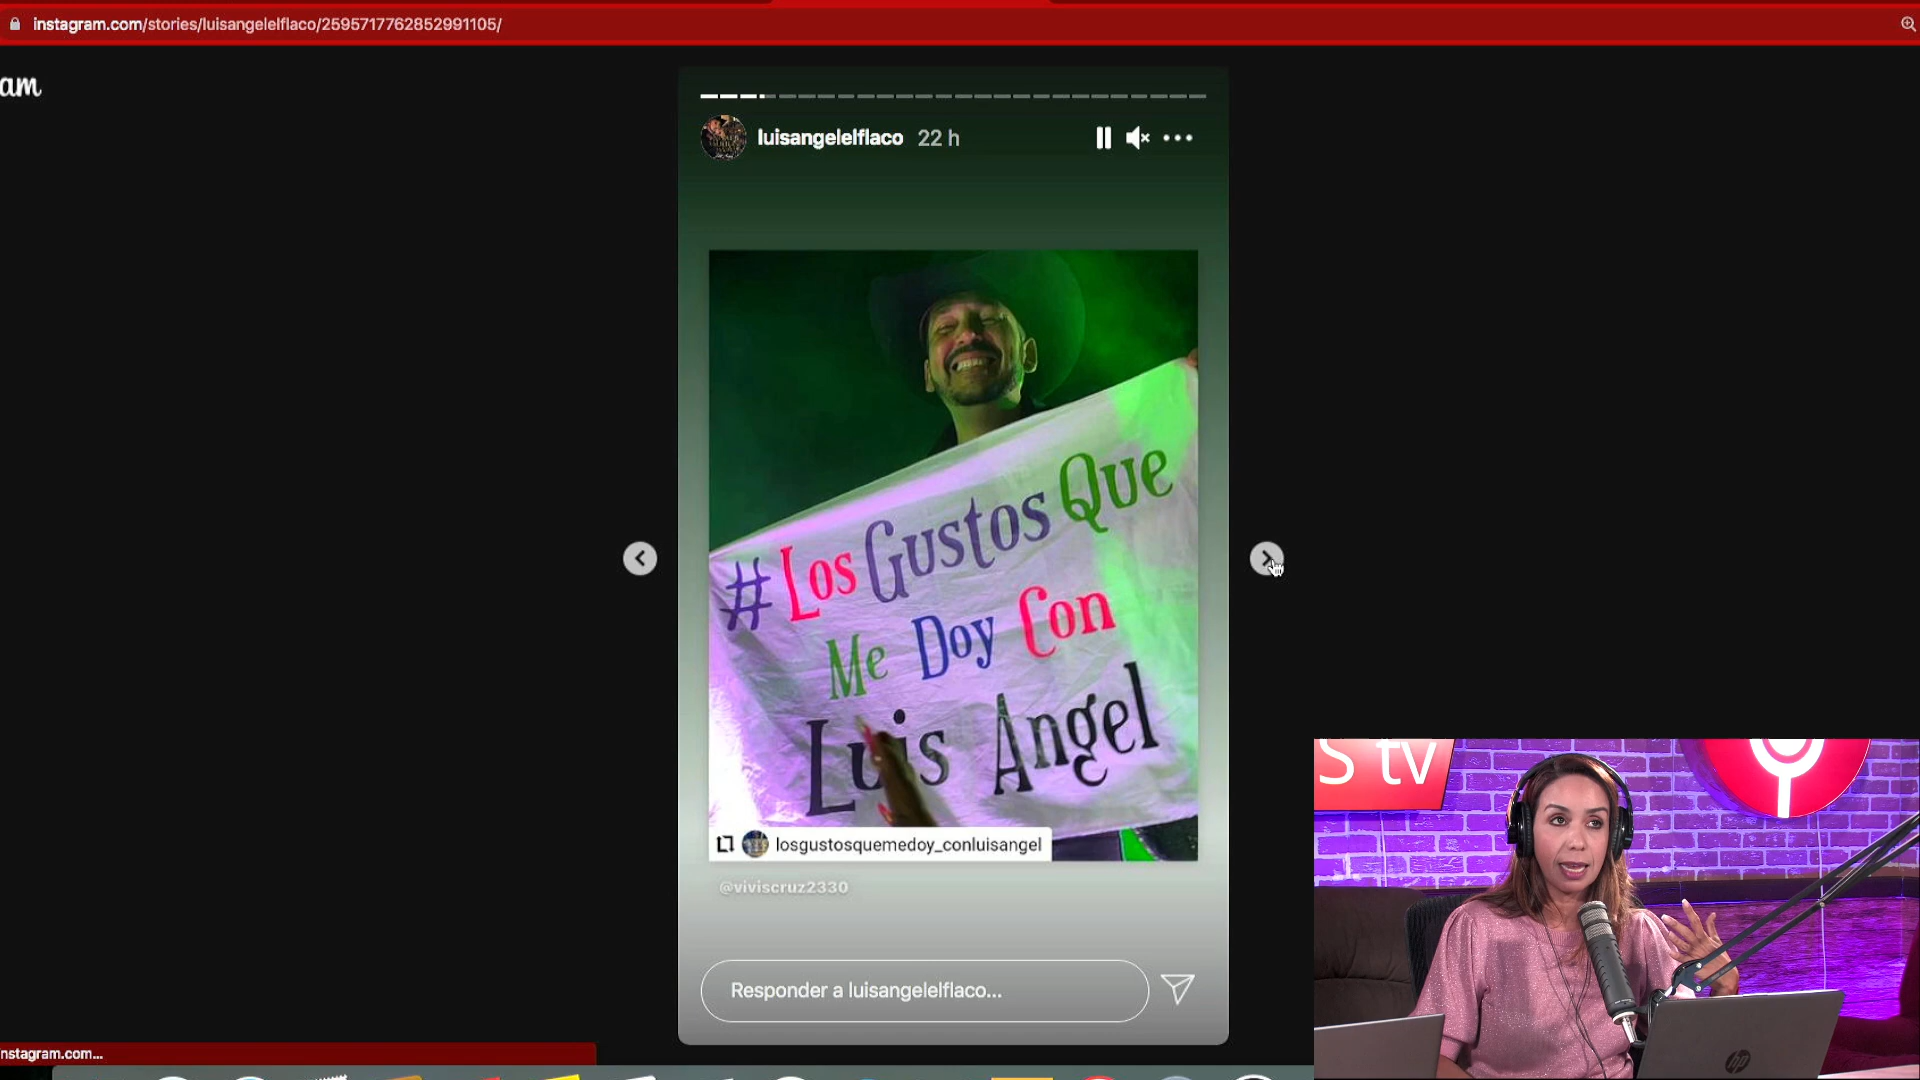 instagram.com/stories/luisangelelflaco/2595717762852991105/
am
luisangelelflaco 22 h
#Los Gustos Que
Me Doy Con
Luis Angel
losgustosquemedoy_conluisangel
@viviscruz2330
Responder a luisangelelflaco...
S tv
hp
nstagram.com...